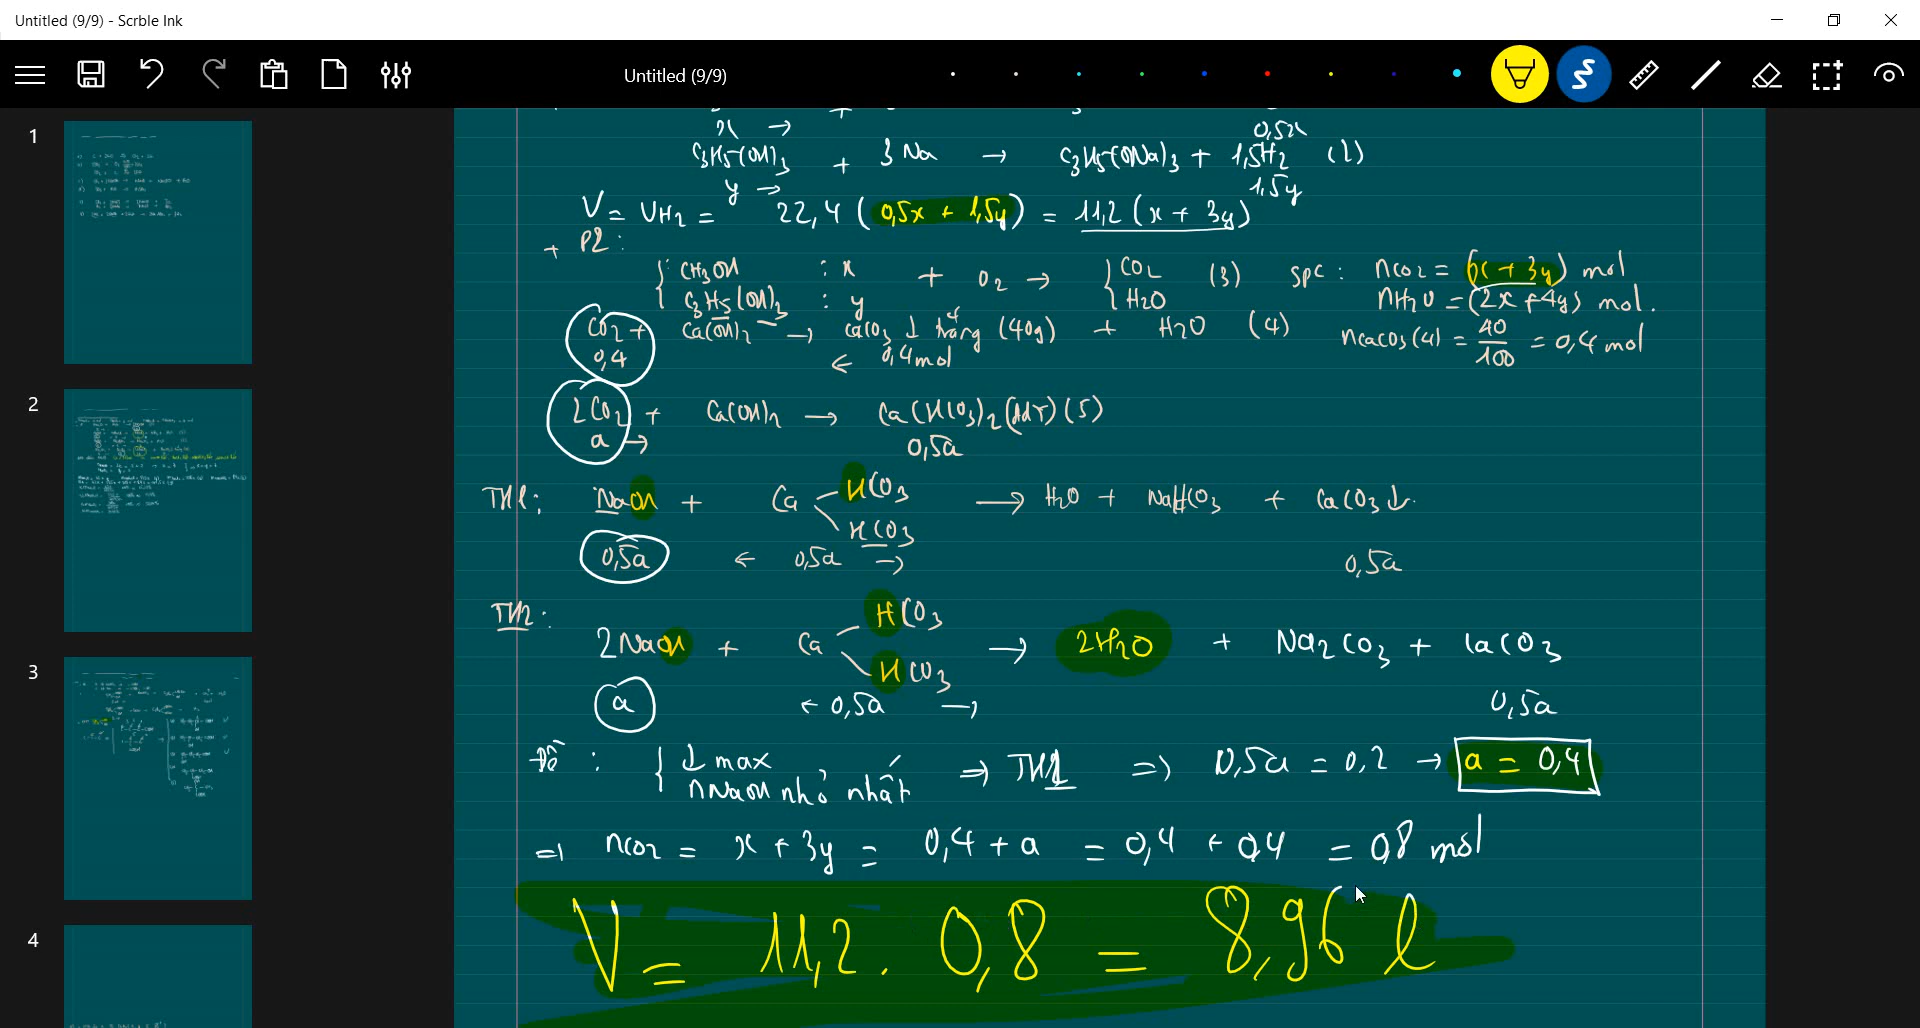 Untitled (9/9) - Scrble Ink
Untitled (9/9)
1
2
3
4
x → 0,5x
C3H5(OH)3 + 3Na → C3H5(ONa)3 + 1,5H2 (2)
y → 1,5y
V = VH2 = 22,4 (0,5x + 1,5y) = 11,2 (x + 3y)
+ P2 :
CH3OH : x + O2 → CO2 (3) spc : nCO2 = (x + 3y) mol
C3H5(OH)3 : y H2O nH2O = (2x + 4y) mol.
CO2 + Ca(OH)2 → CaCO3 ↓ trắng (40g) + H2O (4) nCaCO3(4) = 40/100 = 0,4 mol
0,4 ← 0,4 mol
2CO2 + Ca(OH)2 → Ca(HCO3)2 (ddY) (5)
a → 0,5a
TH1: NaOH + Ca HCO3 → H2O + NaHCO3 + CaCO3 ↓.
HCO3
0,5a ← 0,5a → 0,5a
TH2:
2NaOH + Ca HCO3 → 2H2O + Na2CO3 + CaCO3
HCO3
a ← 0,5a → 0,5a
Đề : ↓ max ⇒ TH1 ⇒ 0,5a = 0,2 → a = 0,4
nNaOH nhỏ nhất
⇒ nCO2 = x + 3y = 0,4 + a = 0,4 + 0,4 = 0,8 mol
V = 11,2 . 0,8 = 8,96 l